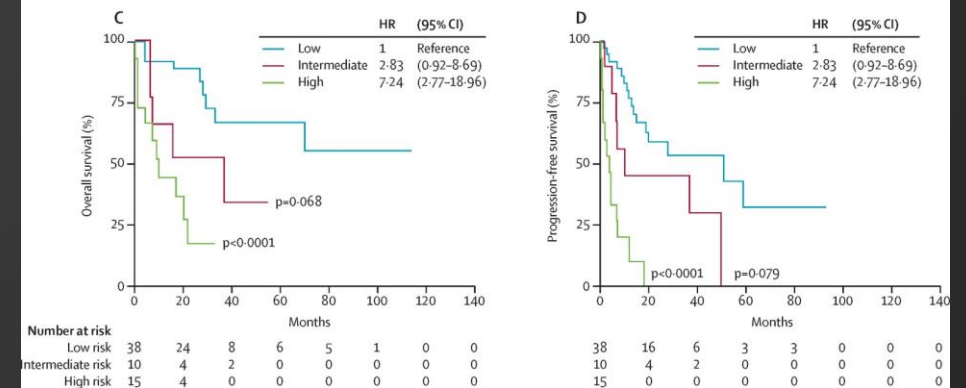 C
HR (95% CI)
Low 1 Reference
Intermediate 2·83 (0·92–8·69)
High 7·24 (2·77–18·96)
Overall survival (%)
100
75
50
25
0
p=0·068
p<0·0001
0 20 40 60 80 100 120 140
Months
Number at risk
Low risk 38 24 8 6 5 1 0 0
Intermediate risk 10 4 2 0 0 0 0 0
High risk 15 4 0 0 0 0 0 0
D
HR (95% CI)
Low 1 Reference
Intermediate 2·83 (0·92–8·69)
High 7·24 (2·77–18·96)
Progression-free survival (%)
100
75
50
25
0
p<0·0001 p=0·079
0 20 40 60 80 100 120 140
Months
38 16 6 3 3 0 0 0
10 4 2 0 0 0 0 0
15 0 0 0 0 0 0 0